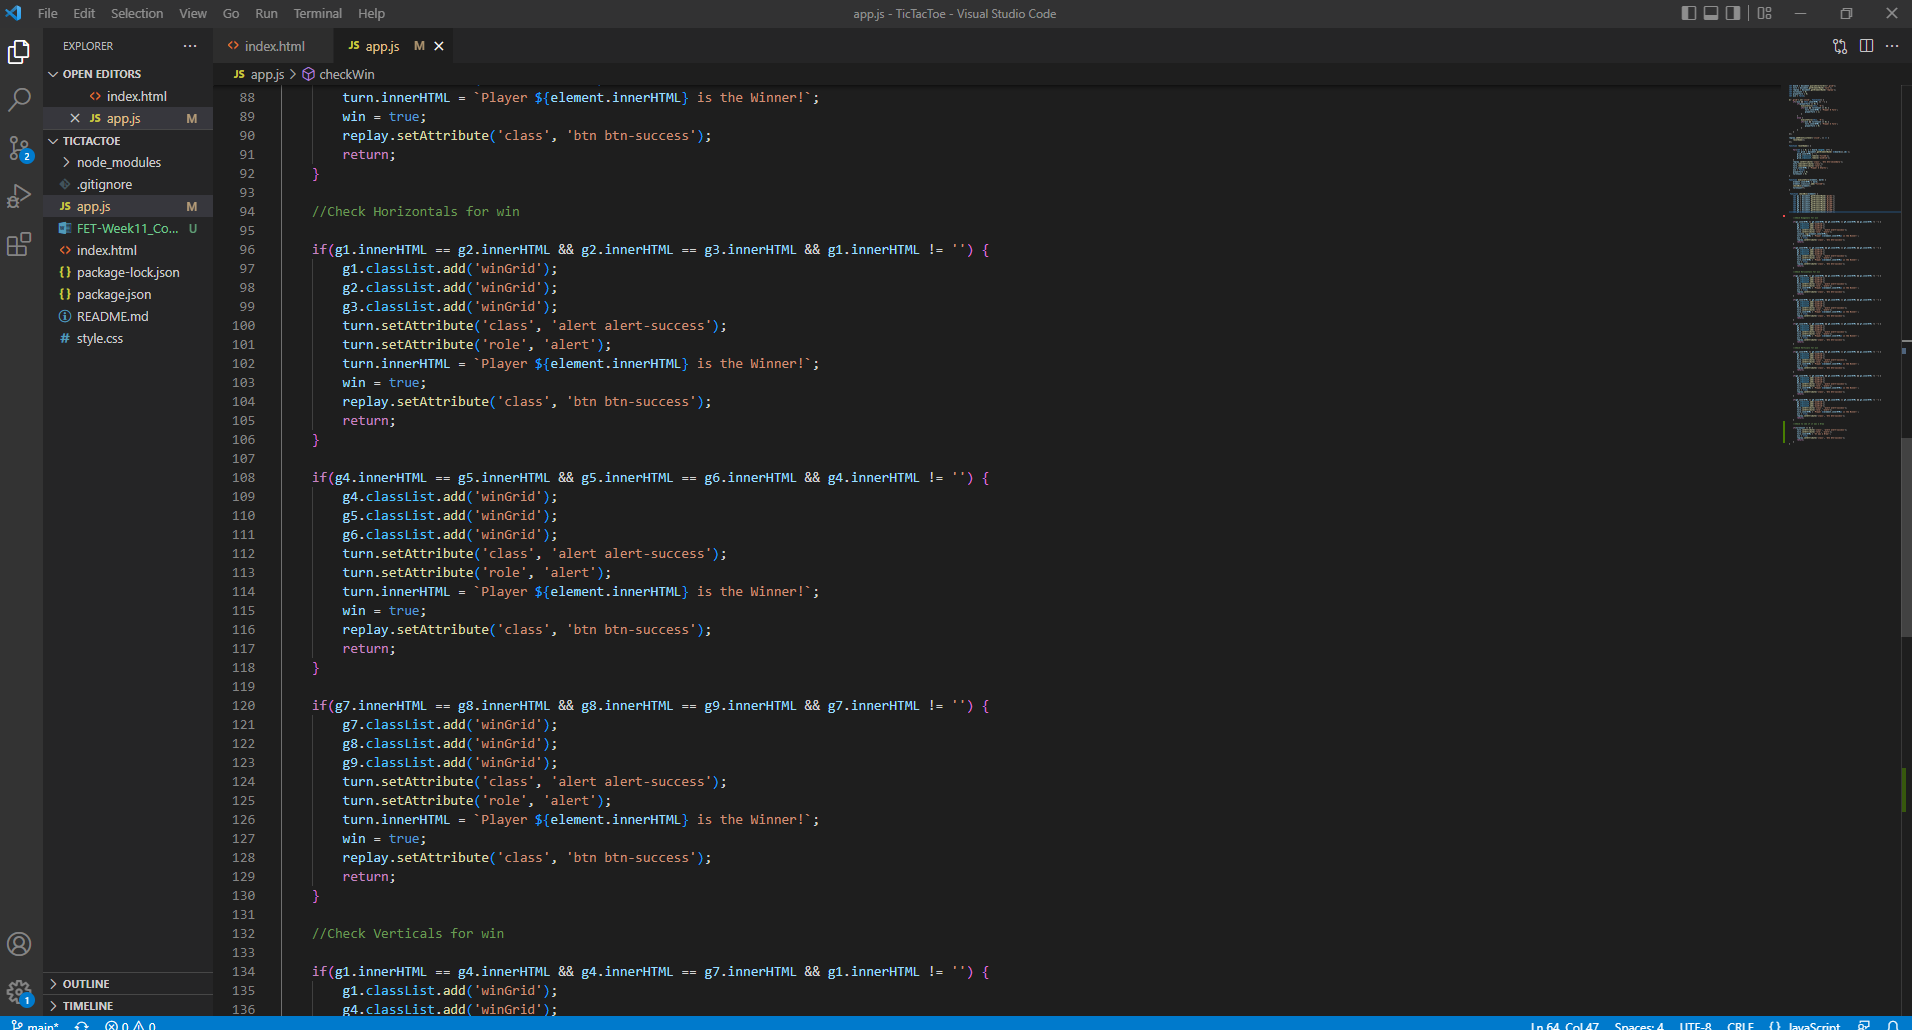 File Edit Selection View Go Run Terminal Help
app.js - TicTacToe - Visual Studio Code
EXPLORER
OPEN EDITORS
index.html
app.js M
TICTACTOE
node_modules
.gitignore
JS app.js M
FET-Week11_Co... U
index.html
{} package-lock.json
{} package.json
README.md
# style.css
OUTLINE
TIMELINE
2
1
index.html
JS app.js M
JS app.js > checkWin
88 turn.innerHTML = `Player ${element.innerHTML} is the Winner!`;
89 win = true;
90 replay.setAttribute('class', 'btn btn-success');
91 return;
92 }
93
94 //Check Horizontals for win
95
96 if(g1.innerHTML == g2.innerHTML && g2.innerHTML == g3.innerHTML && g1.innerHTML != '') {
97 g1.classList.add('winGrid');
98 g2.classList.add('winGrid');
99 g3.classList.add('winGrid');
100 turn.setAttribute('class', 'alert alert-success');
101 turn.setAttribute('role', 'alert');
102 turn.innerHTML = `Player ${element.innerHTML} is the Winner!`;
103 win = true;
104 replay.setAttribute('class', 'btn btn-success');
105 return;
106 }
107
108 if(g4.innerHTML == g5.innerHTML && g5.innerHTML == g6.innerHTML && g4.innerHTML != '') {
109 g4.classList.add('winGrid');
110 g5.classList.add('winGrid');
111 g6.classList.add('winGrid');
112 turn.setAttribute('class', 'alert alert-success');
113 turn.setAttribute('role', 'alert');
114 turn.innerHTML = `Player ${element.innerHTML} is the Winner!`;
115 win = true;
116 replay.setAttribute('class', 'btn btn-success');
117 return;
118 }
119
120 if(g7.innerHTML == g8.innerHTML && g8.innerHTML == g9.innerHTML && g7.innerHTML != '') {
121 g7.classList.add('winGrid');
122 g8.classList.add('winGrid');
123 g9.classList.add('winGrid');
124 turn.setAttribute('class', 'alert alert-success');
125 turn.setAttribute('role', 'alert');
126 turn.innerHTML = `Player ${element.innerHTML} is the Winner!`;
127 win = true;
128 replay.setAttribute('class', 'btn btn-success');
129 return;
130 }
131
132 //Check Verticals for win
133
134 if(g1.innerHTML == g4.innerHTML && g4.innerHTML == g7.innerHTML && g1.innerHTML != '') {
135 g1.classList.add('winGrid');
136 g4.classList.add('winGrid');
main* 0 0 Ln 64, Col 47 Spaces: 4 UTF-8 CRLF {} JavaScript